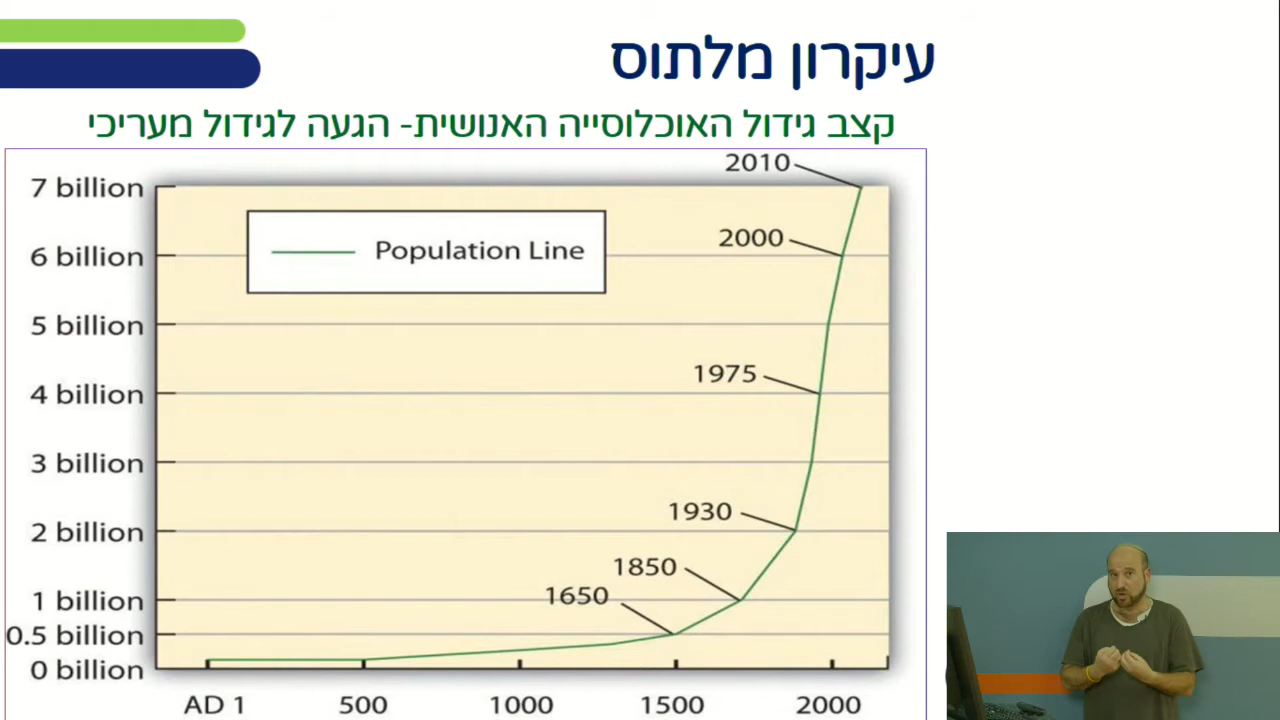 עיקרון מלתוס
קצב גידול האוכלוסייה האנושית- הגעה לגידול מעריכי
2010
7 billion
Population Line
2000
6 billion
5 billion
1975
4 billion
3 billion
1930
2 billion
1850
1 billion
1650
0.5 billion
0 billion
AD 1 500 1000 1500 2000